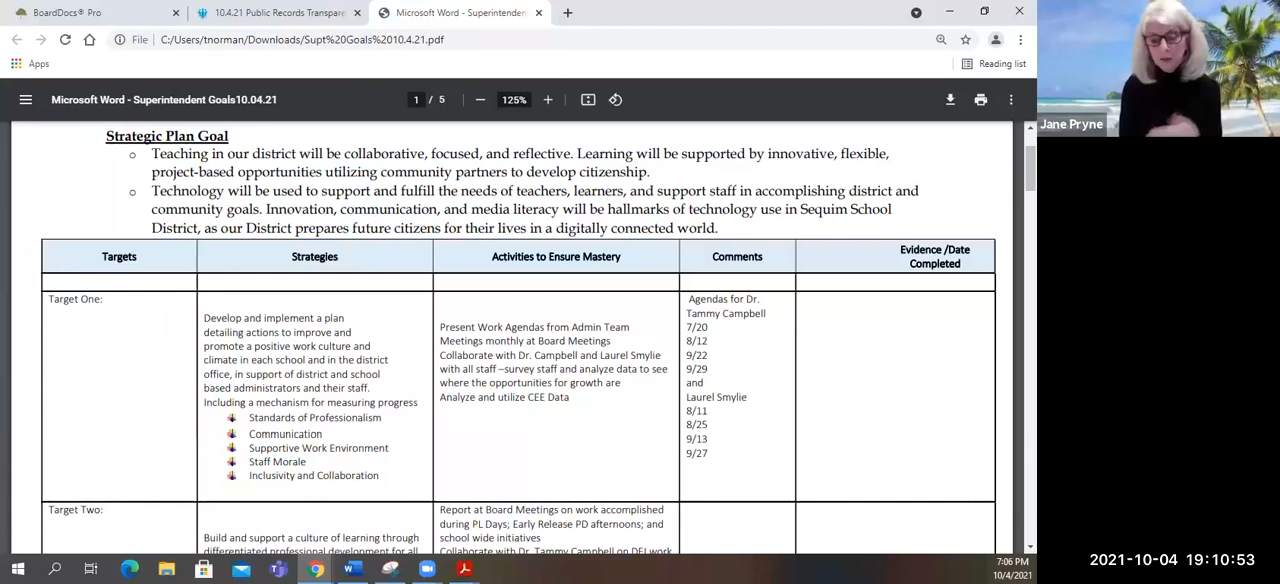 BoardDocs® Pro
10.4.21 Public Records Transpare
Microsoft Word - Superintenden
File
C:/Users/tnorman/Downloads/Supt%20Goals%2010.4.21.pdf
Apps
Reading list
Microsoft Word - Superintendent Goals10.04.21
1 / 5
125%
Jane Pryne
Strategic Plan Goal
Teaching in our district will be collaborative, focused, and reflective. Learning will be supported by innovative, flexible,
project-based opportunities utilizing community partners to develop citizenship.
Technology will be used to support and fulfill the needs of teachers, learners, and support staff in accomplishing district and
community goals. Innovation, communication, and media literacy will be hallmarks of technology use in Sequim School
District, as our District prepares future citizens for their lives in a digitally connected world.
Targets
Strategies
Activities to Ensure Mastery
Comments
Evidence /Date
Completed
Target One:
Develop and implement a plan
detailing actions to improve and
promote a positive work culture and
climate in each school and in the district
office, in support of district and school
based administrators and their staff.
Including a mechanism for measuring progress
Standards of Professionalism
Communication
Supportive Work Environment
Staff Morale
Inclusivity and Collaboration
Present Work Agendas from Admin Team
Meetings monthly at Board Meetings
Collaborate with Dr. Campbell and Laurel Smylie
with all staff –survey staff and analyze data to see
where the opportunities for growth are
Analyze and utilize CEE Data
Agendas for Dr.
Tammy Campbell
7/20
8/12
9/22
9/29
and
Laurel Smylie
8/11
8/25
9/13
9/27
Target Two:
Build and support a culture of learning through
differentiated professional development for all
Report at Board Meetings on work accomplished
during PL Days; Early Release PD afternoons; and
school wide initiatives
Collaborate with Dr. Tammy Campbell on DEI work
7:06 PM
10/4/2021
2021-10-04 19:10:53